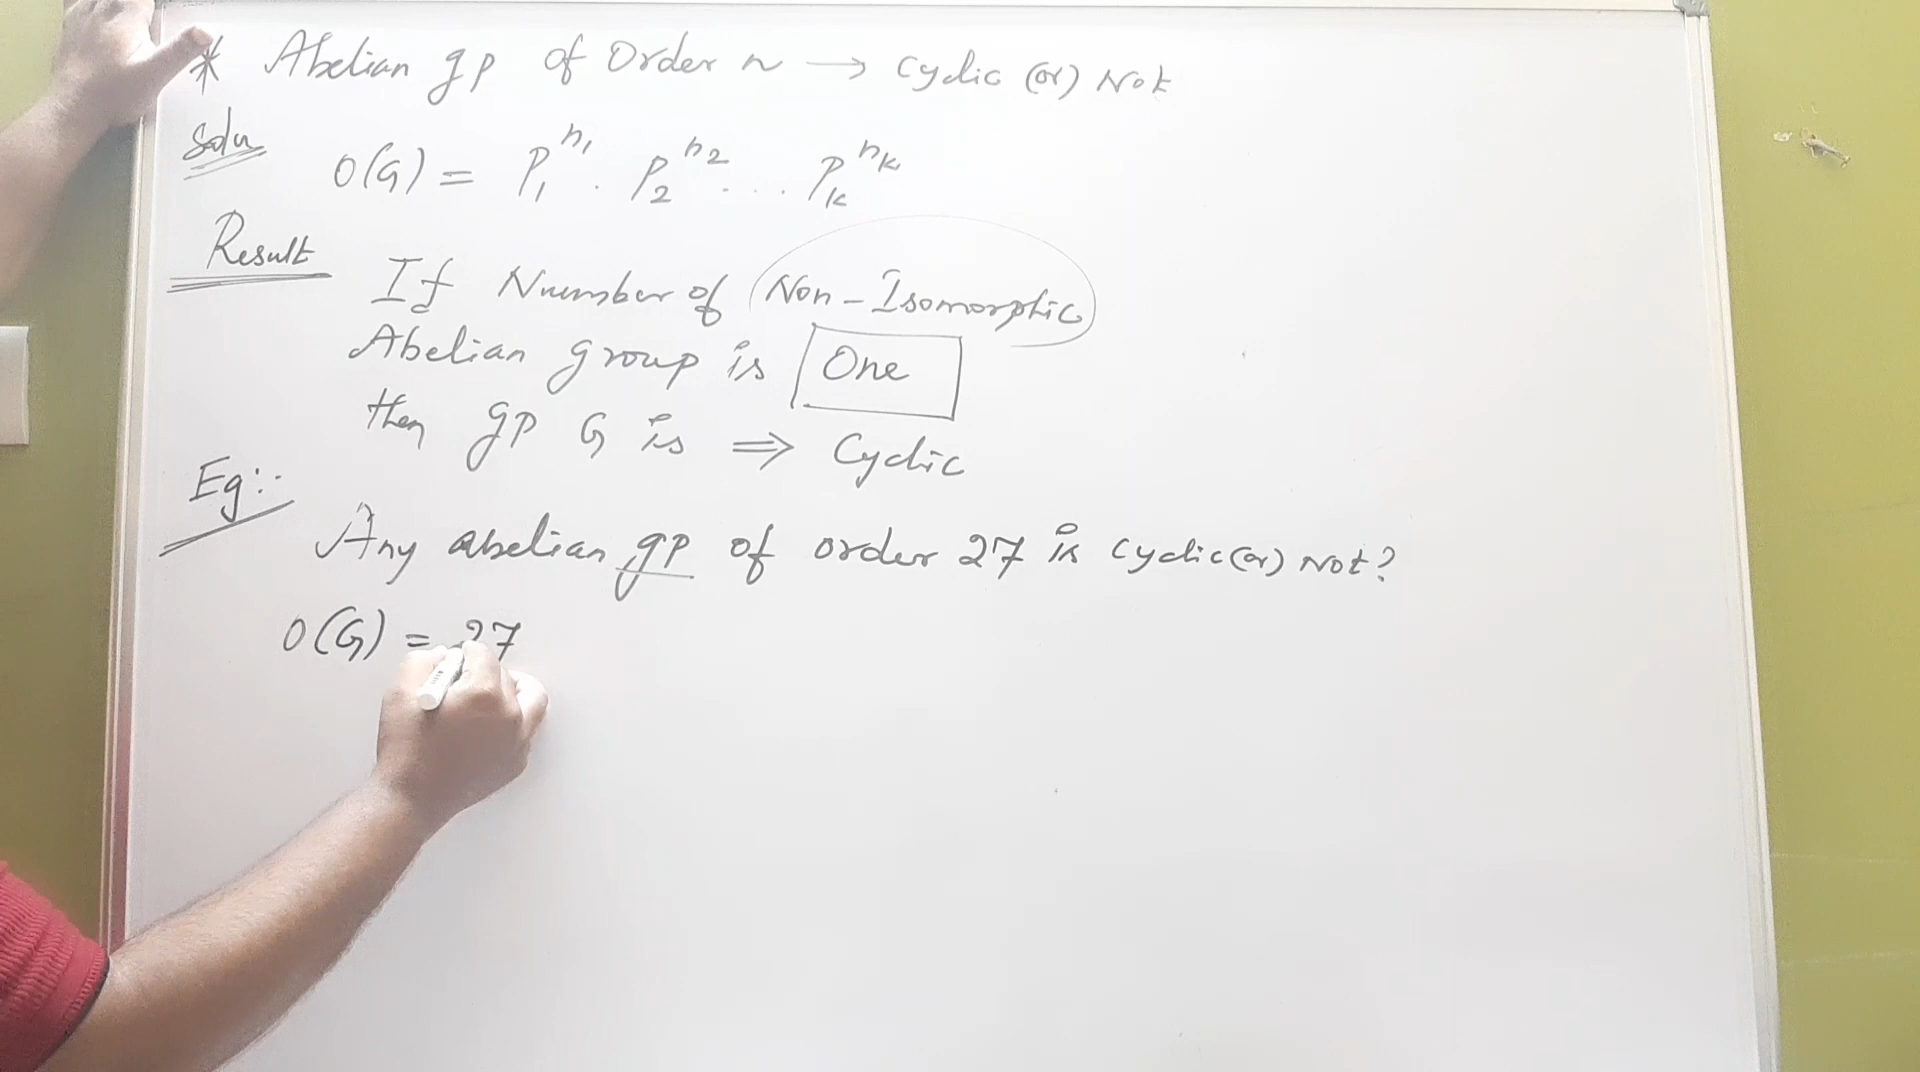 * Abelian gp of Order n → Cyclic (or) Not
Soln O(G) = P₁^n₁ . P₂^n₂ ... Pₖ^nₖ
Result If Number of Non-Isomorphic
Abelian group is One
then gp G is ⇒ Cyclic
Eg:-
Any abelian gp of order 27 is cyclic (or) Not?
O(G) = 27